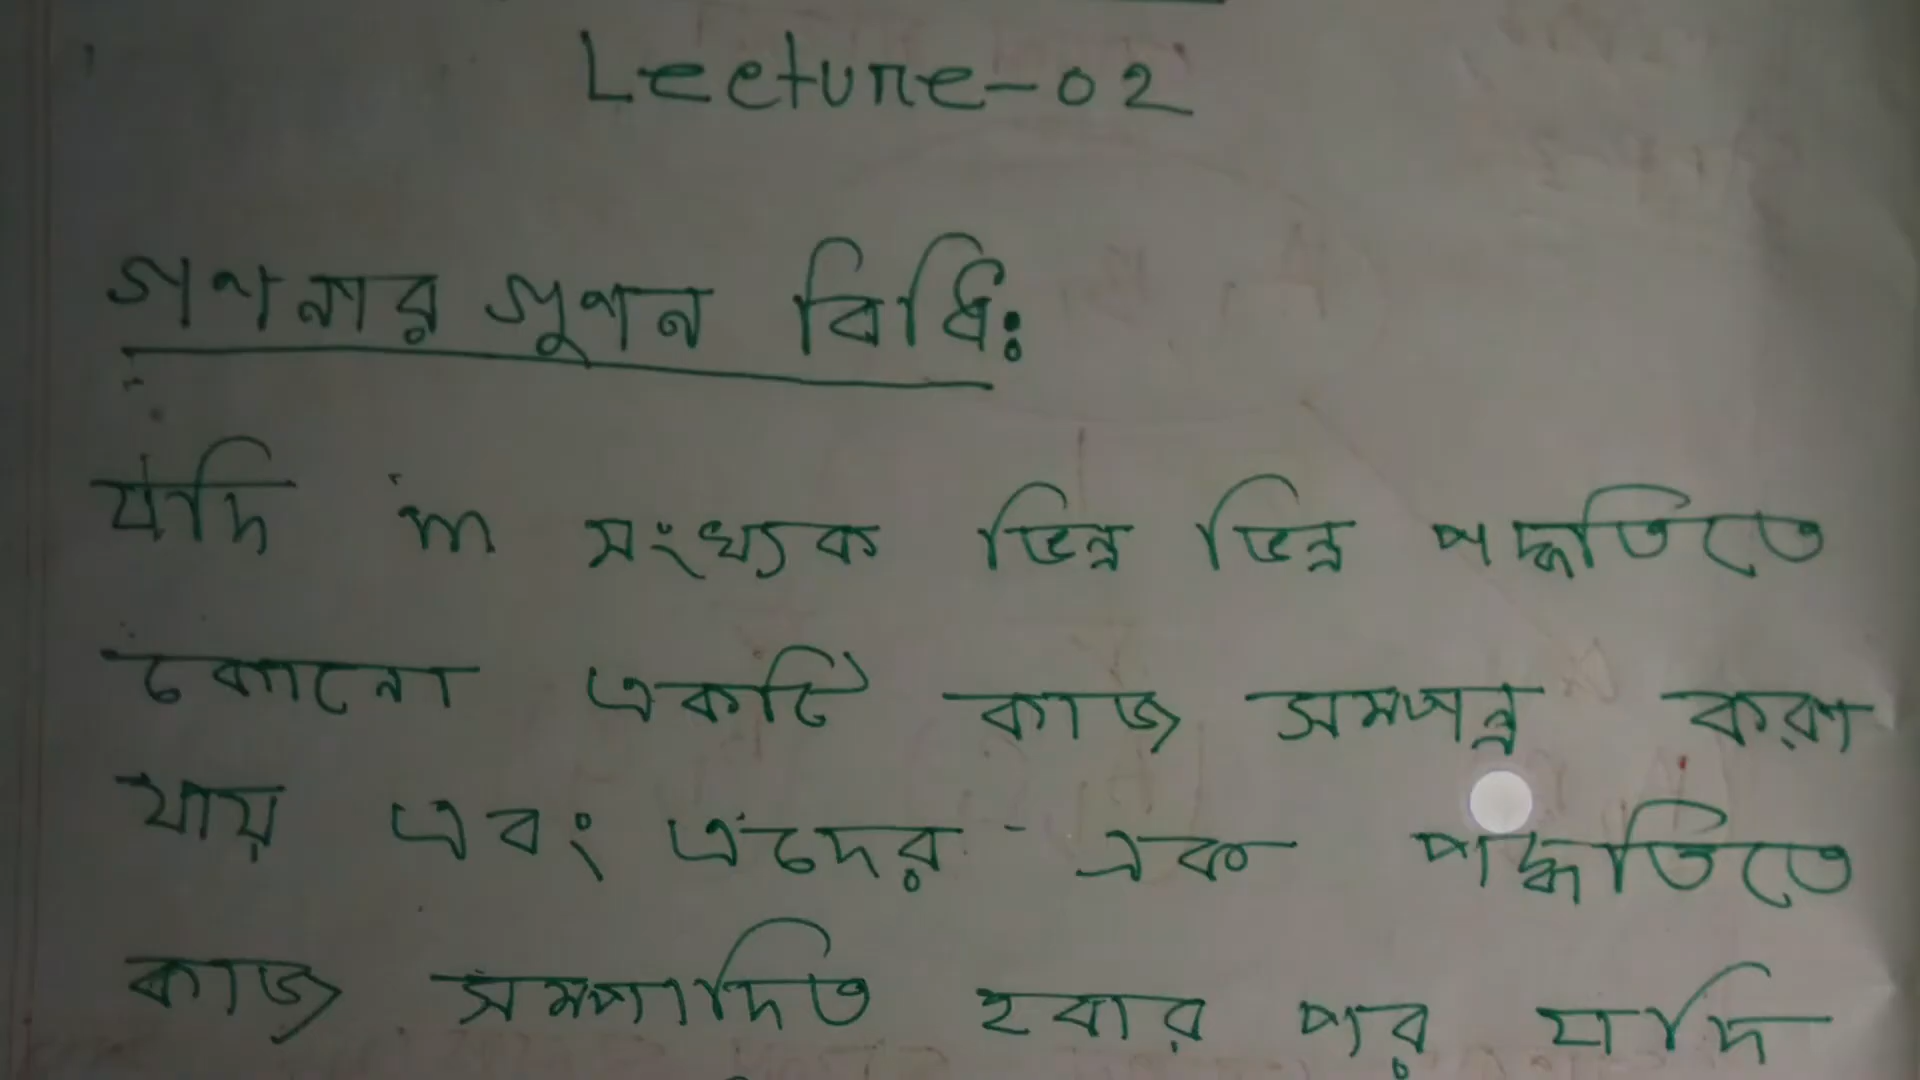 Lecture-02
গণনার গুণন বিধি:
যদি m সংখ্যক ভিন্ন ভিন্ন পদ্ধতিতে
কোনো একটি কাজ সম্পন্ন করা
যায় এবং এদের এক পদ্ধতিতে
কাজ সম্পাদিত হবার পর যদি